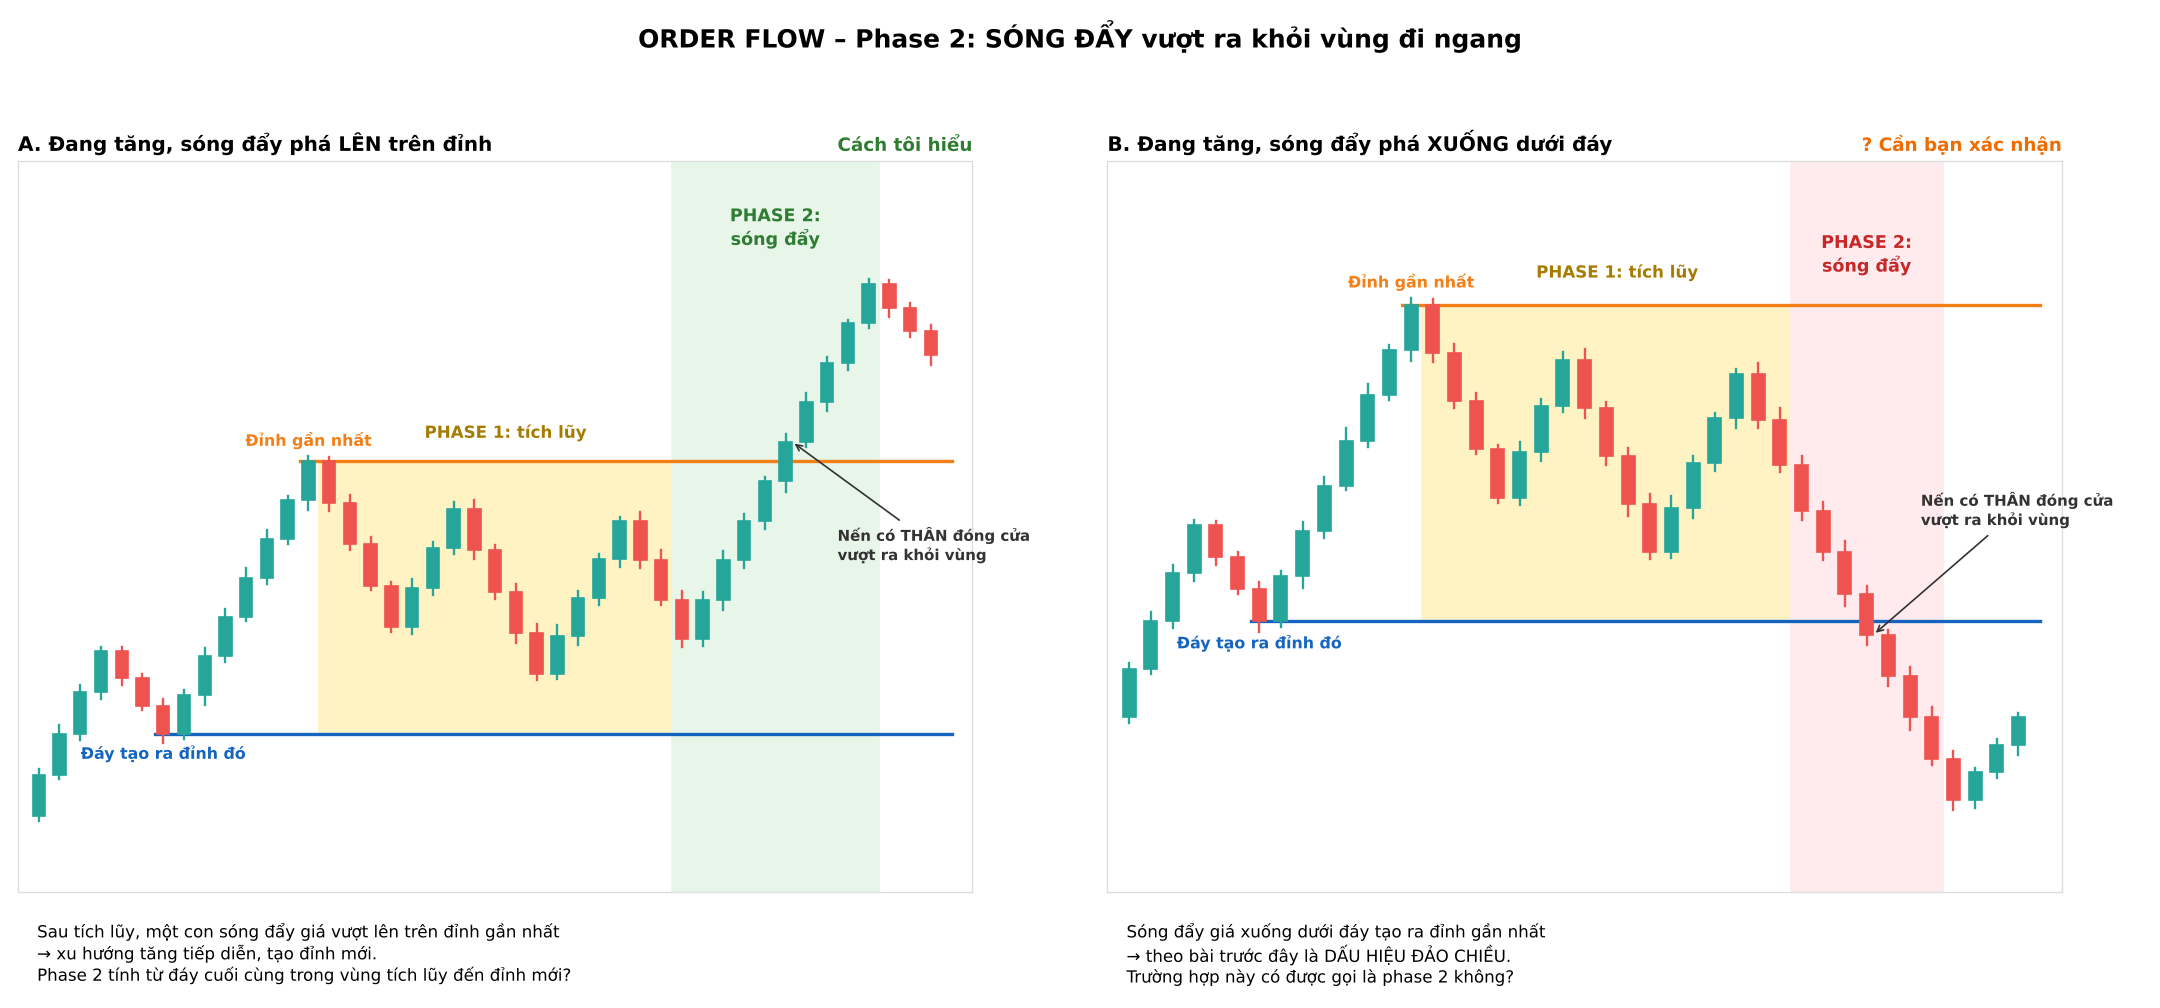 ORDER FLOW – Phase 2: SÓNG ĐẨY vượt ra khỏi vùng đi ngang
A. Đang tăng, sóng đẩy phá LÊN trên đỉnh
Cách tôi hiểu
PHASE 2:
sóng đẩy
Đỉnh gần nhất
PHASE 1: tích lũy
Nến có THÂN đóng cửa
vượt ra khỏi vùng
Đáy tạo ra đỉnh đó
Sau tích lũy, một con sóng đẩy giá vượt lên trên đỉnh gần nhất
→ xu hướng tăng tiếp diễn, tạo đỉnh mới.
Phase 2 tính từ đáy cuối cùng trong vùng tích lũy đến đỉnh mới?
B. Đang tăng, sóng đẩy phá XUỐNG dưới đáy
? Cần bạn xác nhận
PHASE 2:
sóng đẩy
Đỉnh gần nhất
PHASE 1: tích lũy
Nến có THÂN đóng cửa
vượt ra khỏi vùng
Đáy tạo ra đỉnh đó
Sóng đẩy giá xuống dưới đáy tạo ra đỉnh gần nhất
→ theo bài trước đây là DẤU HIỆU ĐẢO CHIỀU.
Trường hợp này có được gọi là phase 2 không?